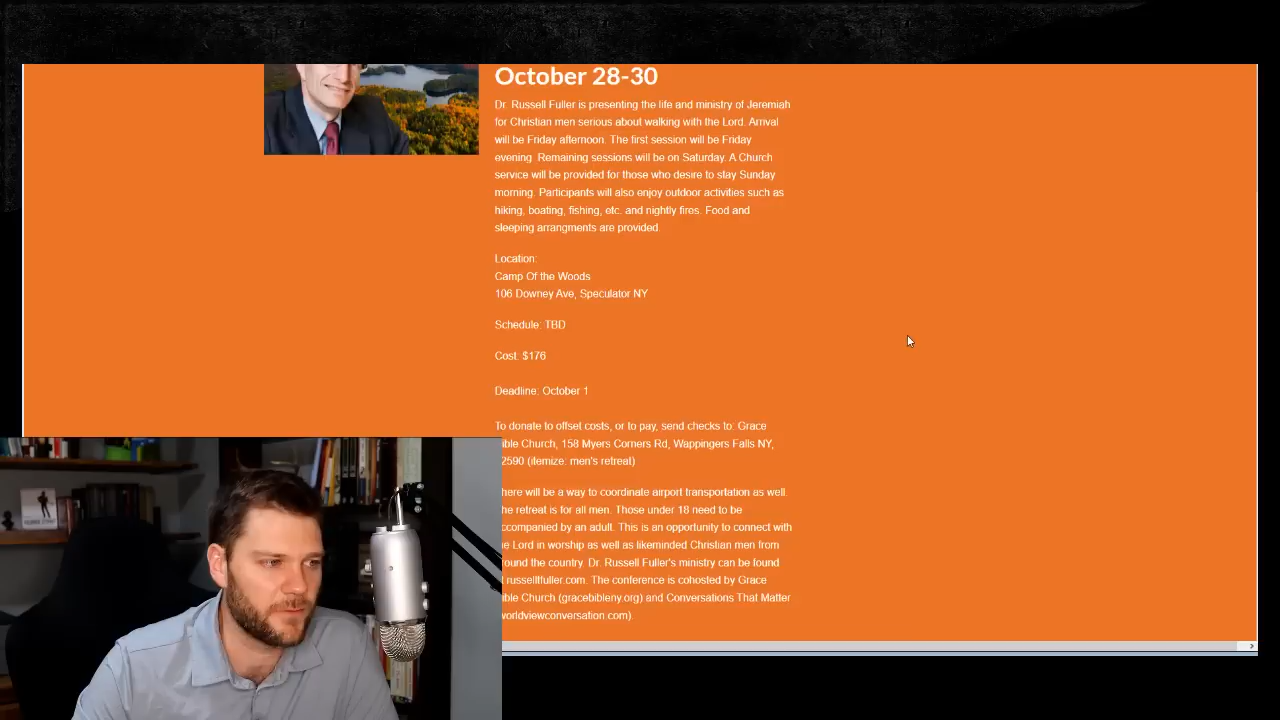 October 28-30
Dr. Russell Fuller is presenting the life and ministry of Jeremiah
for Christian men serious about walking with the Lord. Arrival
will be Friday afternoon. The first session will be Friday
evening. Remaining sessions will be on Saturday. A Church
service will be provided for those who desire to stay Sunday
morning. Participants will also enjoy outdoor activities such as
hiking, boating, fishing, etc. and nightly fires. Food and
sleeping arrangments are provided.
Location:
Camp Of the Woods
106 Downey Ave, Speculator NY
Schedule: TBD
Cost: $176
Deadline: October 1
To donate to offset costs, or to pay, send checks to: Grace
ible Church, 158 Myers Corners Rd, Wappingers Falls NY,
2590 (itemize: men's retreat)
here will be a way to coordinate airport transportation as well.
he retreat is for all men. Those under 18 need to be
ccompanied by an adult. This is an opportunity to connect with
e Lord in worship as well as likeminded Christian men from
ound the country. Dr. Russell Fuller's ministry can be found
russelltfuller.com. The conference is cohosted by Grace
ible Church (gracebibleny.org) and Conversations That Matter
worldviewconversation.com).